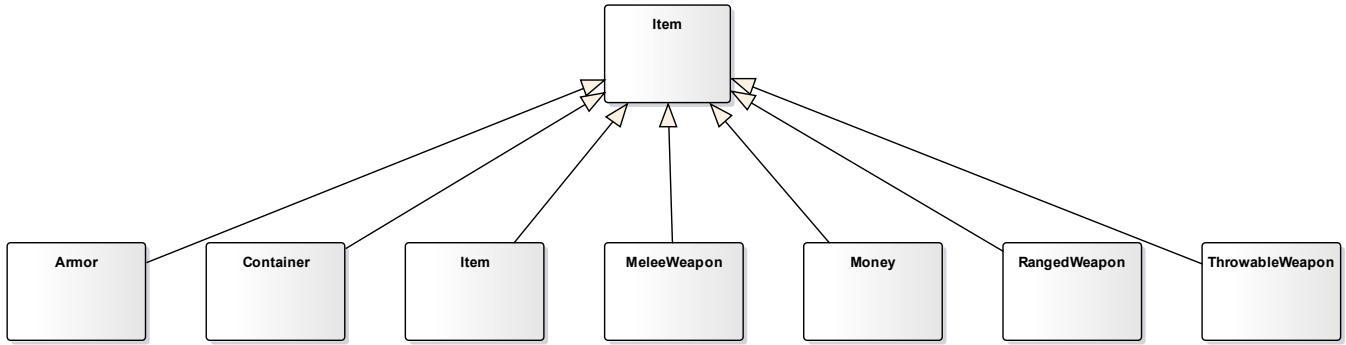 Item
Armor
Container
Item
MeleeWeapon
Money
RangedWeapon
ThrowableWeapon